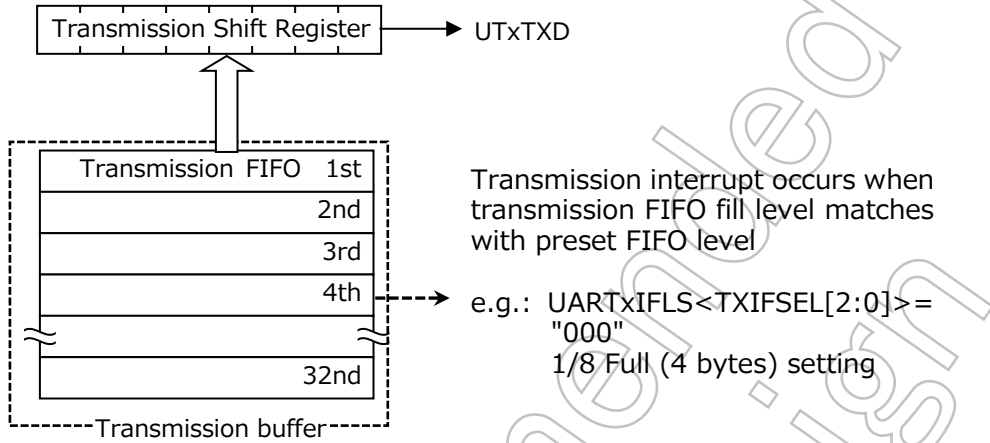 Transmission Shift Register
UTxTXD
Transmission FIFO 1st
2nd
3rd
4th
32nd
Transmission buffer
Transmission interrupt occurs when
transmission FIFO fill level matches
with preset FIFO level
e.g.: UARTxIFLS<TXIFSEL[2:0]>=
"000"
1/8 Full (4 bytes) setting